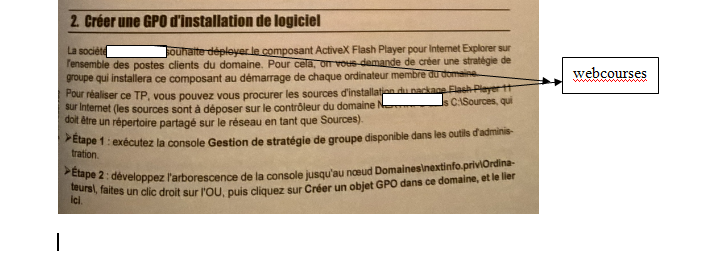 2. Créer une GPO d'installation de logiciel
La société souhaite déployer le composant ActiveX Flash Player pour Internet Explorer sur
l'ensemble des postes clients du domaine. Pour cela, on vous demande de créer une stratégie de
groupe qui installera ce composant au démarrage de chaque ordinateur membre du domaine.
webcourses
Pour réaliser ce TP, vous pouvez vous procurer les sources d'installation du package Flash Player 11
sur Internet (les sources sont à déposer sur le contrôleur du domaine C:\Sources, qui
doit être un répertoire partagé sur le réseau en tant que Sources).
➢Étape 1 : exécutez la console Gestion de stratégie de groupe disponible dans les outils d'adminis-
tration.
➢Étape 2 : développez l'arborescence de la console jusqu'au nœud Domaines\nextinfo.priv\Ordina-
teurs\, faites un clic droit sur l'OU, puis cliquez sur Créer un objet GPO dans ce domaine, et le lier
ici.